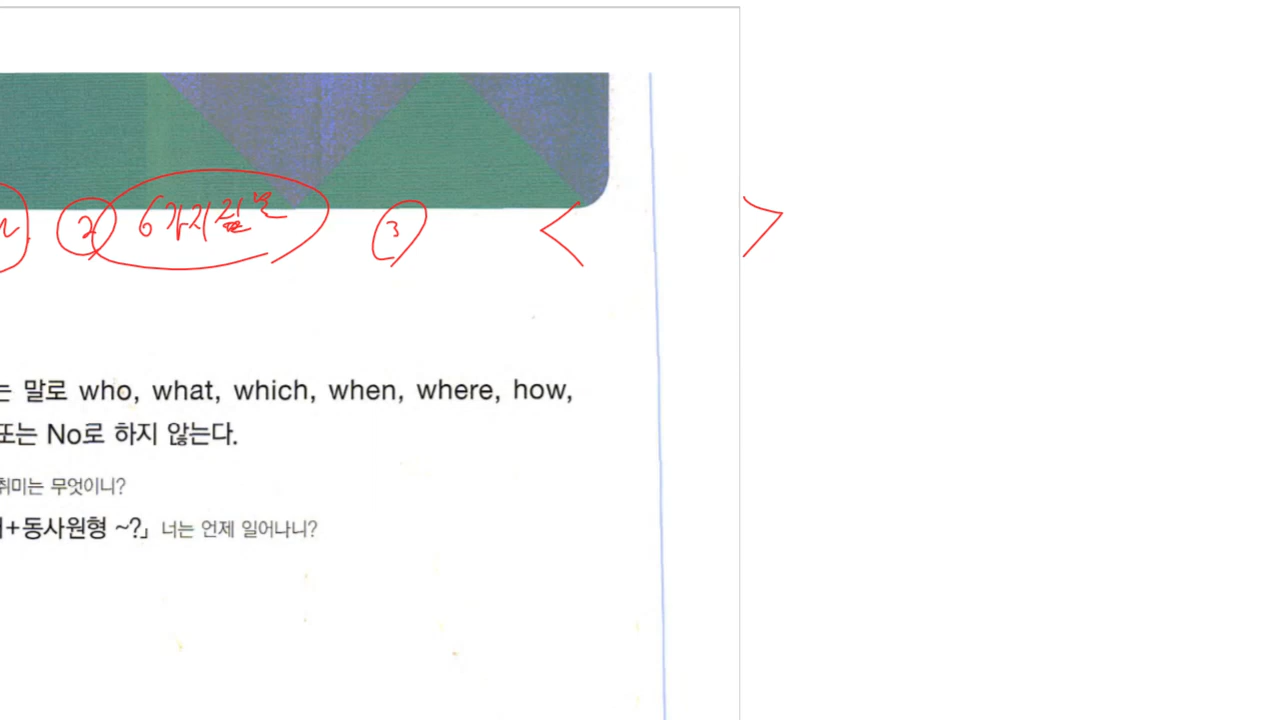 ② 6가지질문 ③ < >
는 말로 who, what, which, when, where, how,
또는 No로 하지 않는다.
취미는 무엇이니?
+동사원형 ~?」 너는 언제 일어나니?